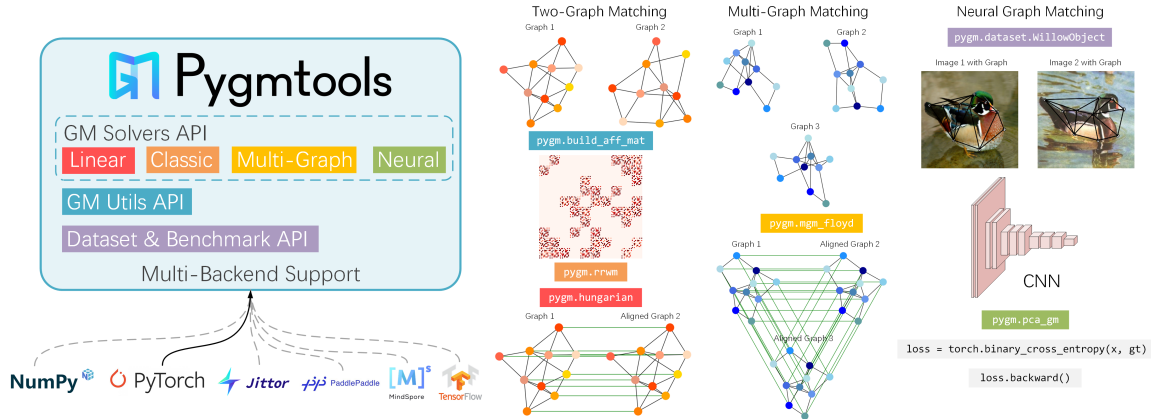 Pygmtools
GM Solvers API
Linear
Classic
Multi-Graph
Neural
GM Utils API
Dataset & Benchmark API
Multi-Backend Support
NumPy
PyTorch
Jittor
PaddlePaddle
[M]s
MindSpore
TensorFlow
Two-Graph Matching
Graph 1
Graph 2
pygm.build_aff_mat
pygm.rrwm
pygm.hungarian
Graph 1
Aligned Graph 2
Multi-Graph Matching
Graph 1
Graph 2
Graph 3
pygm.mgm_floyd
Graph 1
Aligned Graph 2
Aligned Graph 3
Neural Graph Matching
pygm.dataset.WillowObject
Image 1 with Graph
Image 2 with Graph
CNN
pygm.pca_gm
loss = torch.binary_cross_entropy(x, gt)
loss.backward()